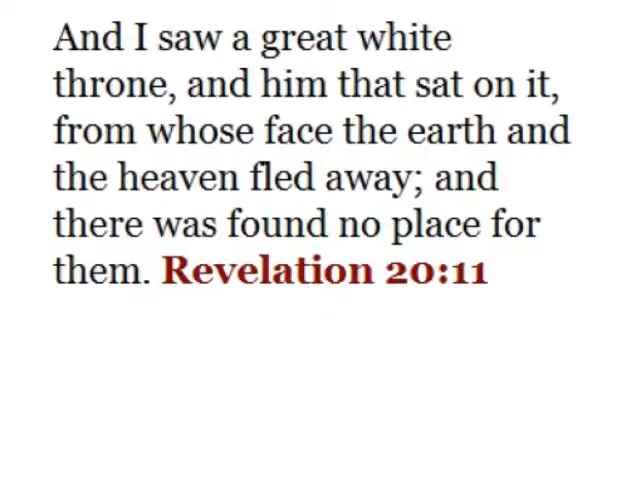 And I saw a great white
throne, and him that sat on it,
from whose face the earth and
the heaven fled away; and
there was found no place for
them. Revelation 20:11